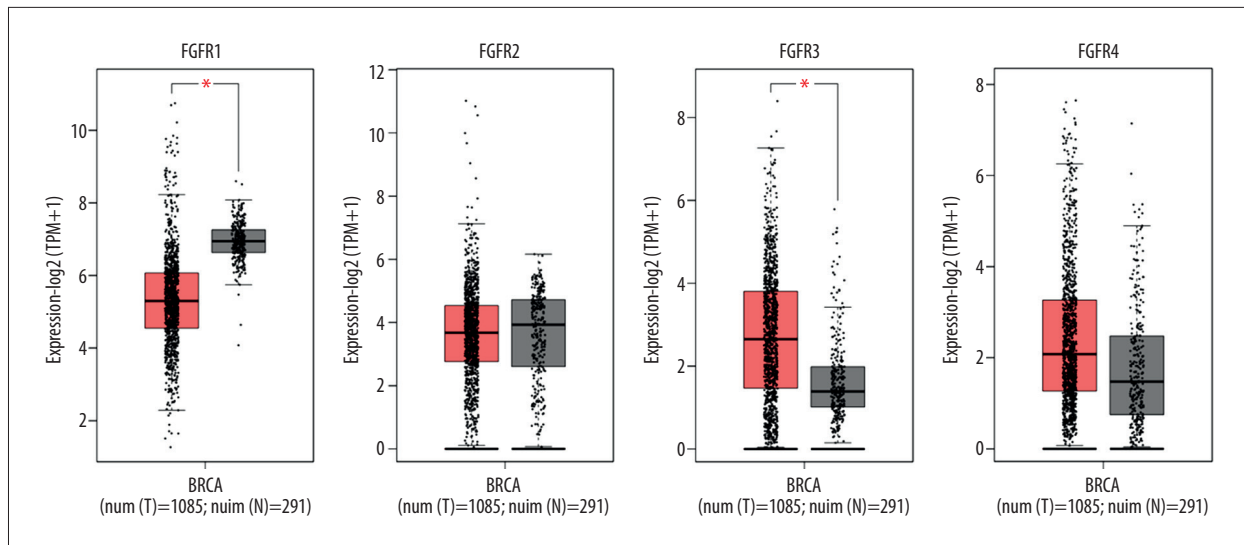 FGFR1
*
Expression-log2 (TPM+1)
10
8
6
4
2
BRCA
(num (T)=1085; nuim (N)=291)
FGFR2
Expression-log2 (TPM+1)
12
10
8
6
4
2
0
BRCA
(num (T)=1085; nuim (N)=291)
FGFR3
*
Expression-log2 (TPM+1)
8
6
4
2
0
BRCA
(num (T)=1085; nuim (N)=291)
FGFR4
Expression-log2 (TPM+1)
8
6
4
2
0
BRCA
(num (T)=1085; nuim (N)=291)